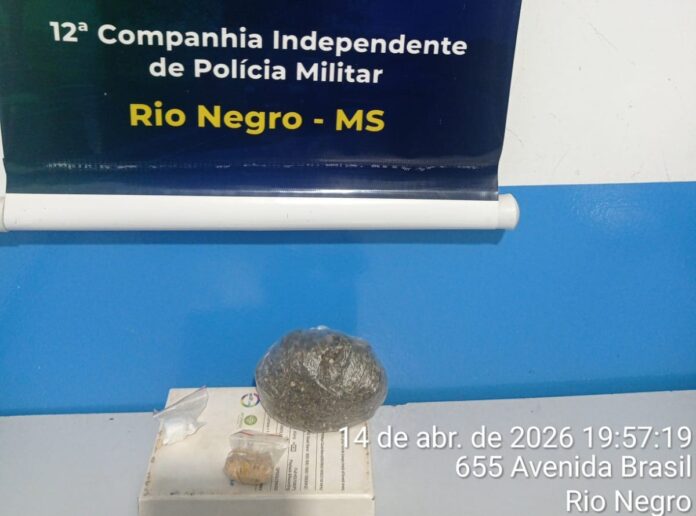 12ª Companhia Independente
de Polícia Militar
Rio Negro - MS
14 de abr. de 2026 19:57:19
655 Avenida Brasil
Rio Negro